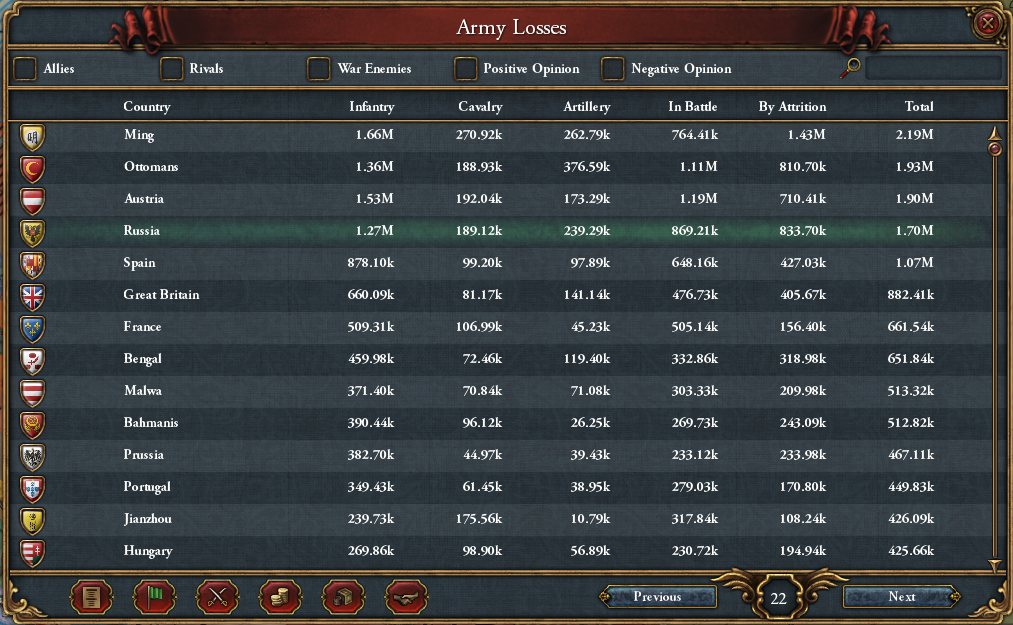 Army Losses
Allies Rivals War Enemies Positive Opinion Negative Opinion
Country Infantry Cavalry Artillery In Battle By Attrition Total
Ming 1.66M 270.92k 262.79k 764.41k 1.43M 2.19M
Ottomans 1.36M 188.93k 376.59k 1.11M 810.70k 1.93M
Austria 1.53M 192.04k 173.29k 1.19M 710.41k 1.90M
Russia 1.27M 189.12k 239.29k 869.21k 833.70k 1.70M
Spain 878.10k 99.20k 97.89k 648.16k 427.03k 1.07M
Great Britain 660.09k 81.17k 141.14k 476.73k 405.67k 882.41k
France 509.31k 106.99k 45.23k 505.14k 156.40k 661.54k
Bengal 459.98k 72.46k 119.40k 332.86k 318.98k 651.84k
Malwa 371.40k 70.84k 71.08k 303.33k 209.98k 513.32k
Bahmanis 390.44k 96.12k 26.25k 269.73k 243.09k 512.82k
Prussia 382.70k 44.97k 39.43k 233.12k 233.98k 467.11k
Portugal 349.43k 61.45k 38.95k 279.03k 170.80k 449.83k
Jianzhou 239.73k 175.56k 10.79k 317.84k 108.24k 426.09k
Hungary 269.86k 98.90k 56.89k 230.72k 194.94k 425.66k
Previous 22 Next